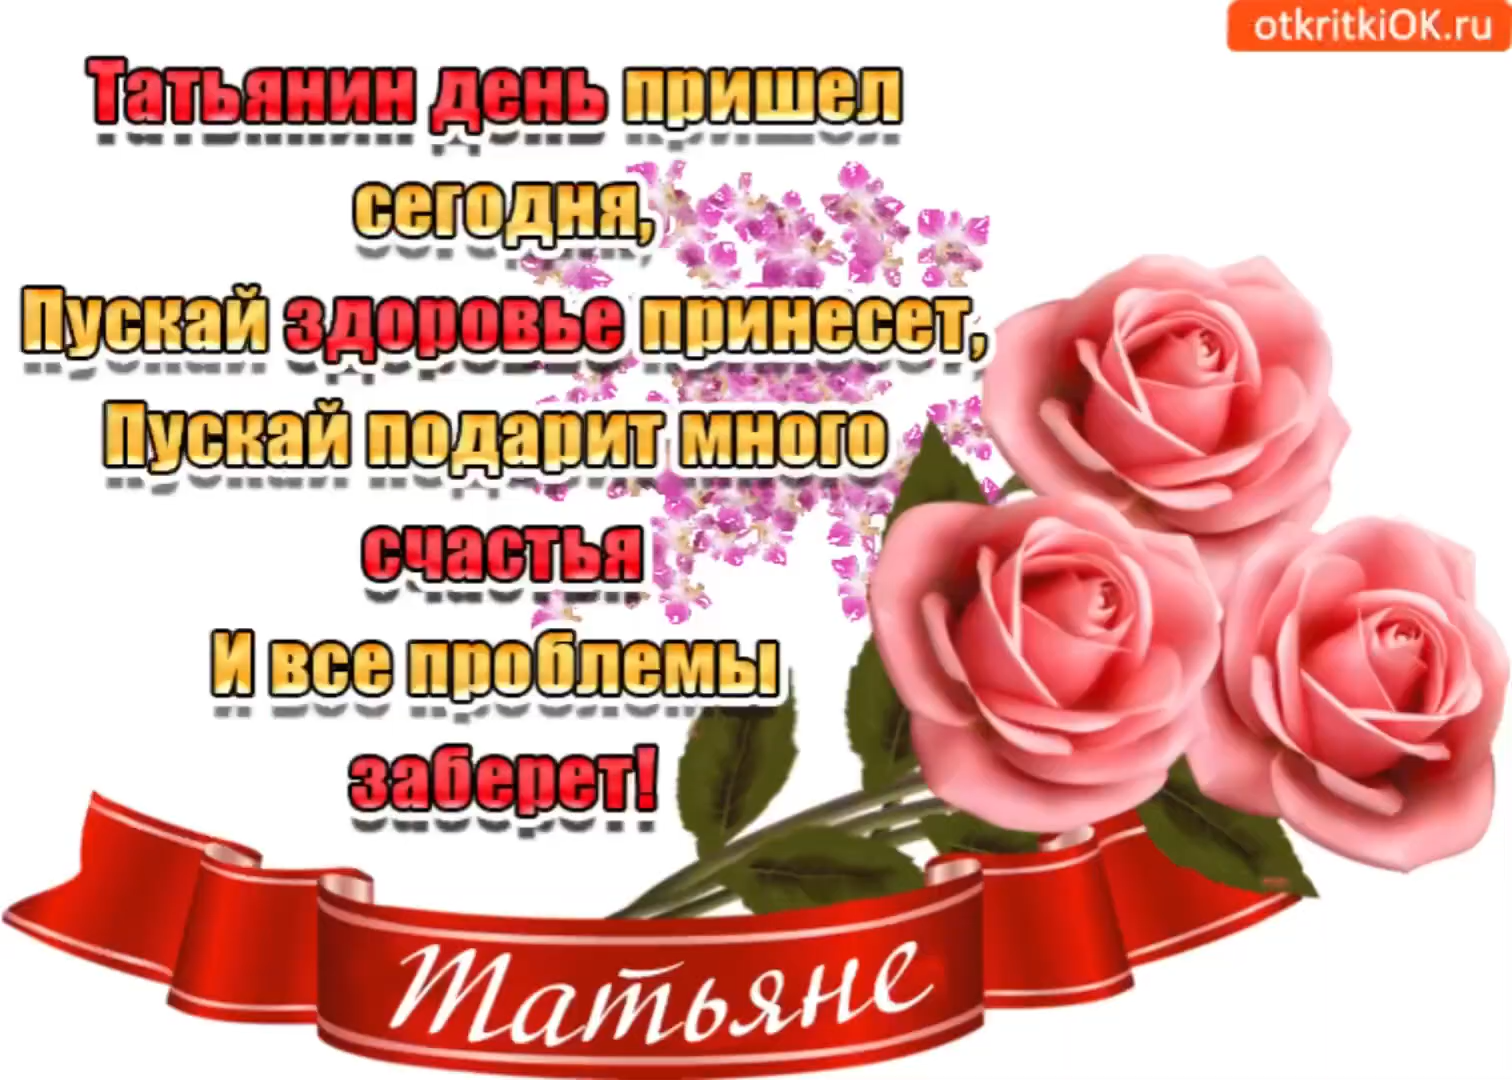 otkritkiOK.ru
Татьянин день пришел
сегодня,
Пускай здоровье принесет,
Пускай подарит много
счастья
И все проблемы
заберет!
Татьяне